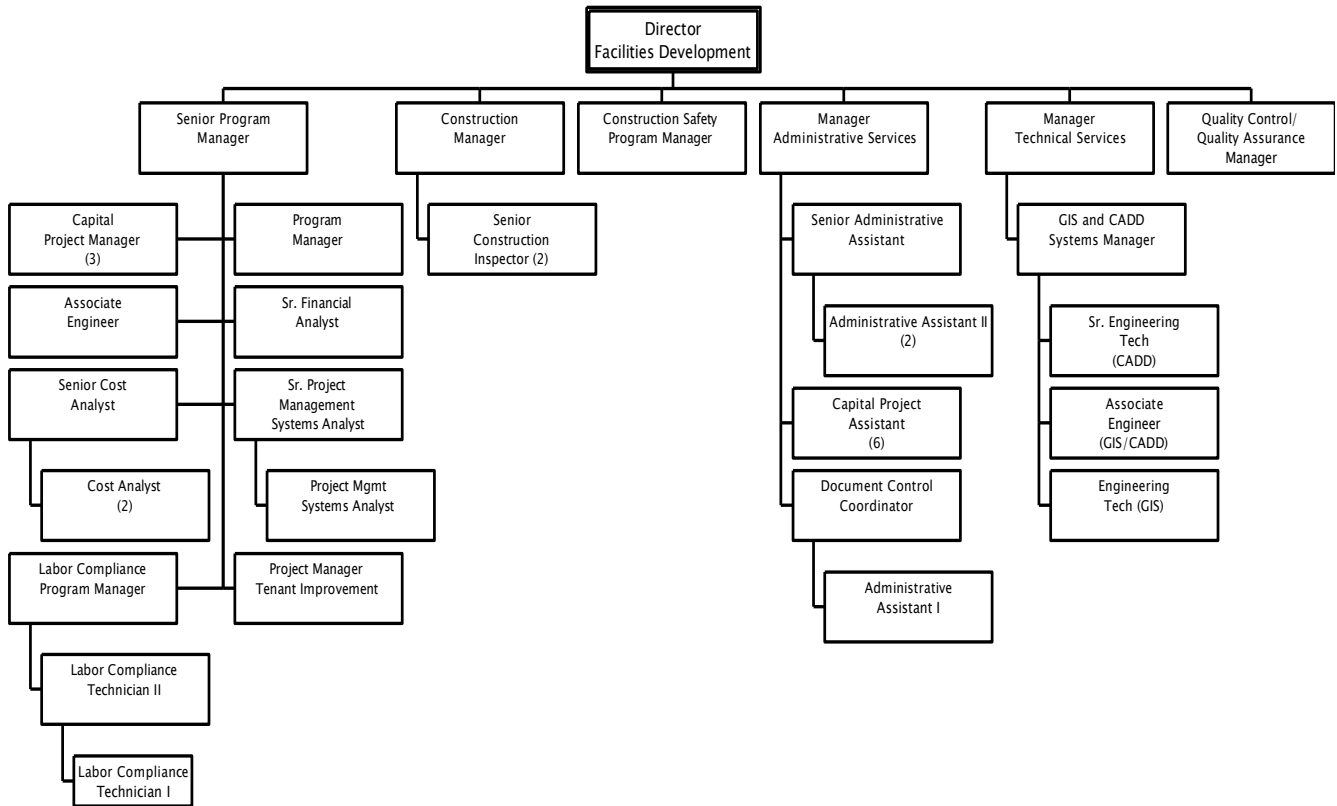 Director
Facilities Development
Senior Program
Manager
Construction
Manager
Construction Safety
Program Manager
Manager
Administrative Services
Manager
Technical Services
Quality Control/
Quality Assurance
Manager
Capital
Project Manager
(3)
Program
Manager
Senior
Construction
Inspector (2)
Senior Administrative
Assistant
GIS and CADD
Systems Manager
Associate
Engineer
Sr. Financial
Analyst
Administrative Assistant II
(2)
Sr. Engineering
Tech
(CADD)
Senior Cost
Analyst
Sr. Project
Management
Systems Analyst
Capital Project
Assistant
(6)
Associate
Engineer
(GIS/CADD)
Cost Analyst
(2)
Project Mgmt
Systems Analyst
Document Control
Coordinator
Engineering
Tech (GIS)
Labor Compliance
Program Manager
Project Manager
Tenant Improvement
Administrative
Assistant I
Labor Compliance
Technician II
Labor Compliance
Technician I